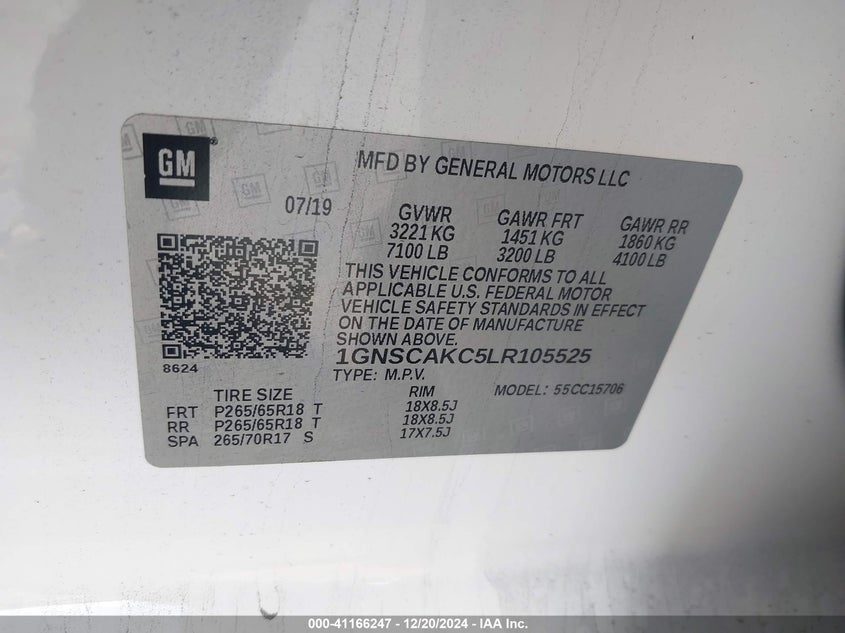 GM
MFD BY GENERAL MOTORS LLC
07/19
GVWR GAWR FRT GAWR RR
3221 KG 1451 KG 1860 KG
7100 LB 3200 LB 4100 LB
THIS VEHICLE CONFORMS TO ALL
APPLICABLE U.S. FEDERAL MOTOR
VEHICLE SAFETY STANDARDS IN EFFECT
ON THE DATE OF MANUFACTURE
SHOWN ABOVE.
8624
1GNSCAKC5LR105525
TYPE: M.P.V. MODEL: 55CC15706
TIRE SIZE RIM
FRT P265/65R18 T 18X8.5J
RR P265/65R18 T 18X8.5J
SPA 265/70R17 S 17X7.5J
000-41166247 - 12/20/2024 - IAA Inc.